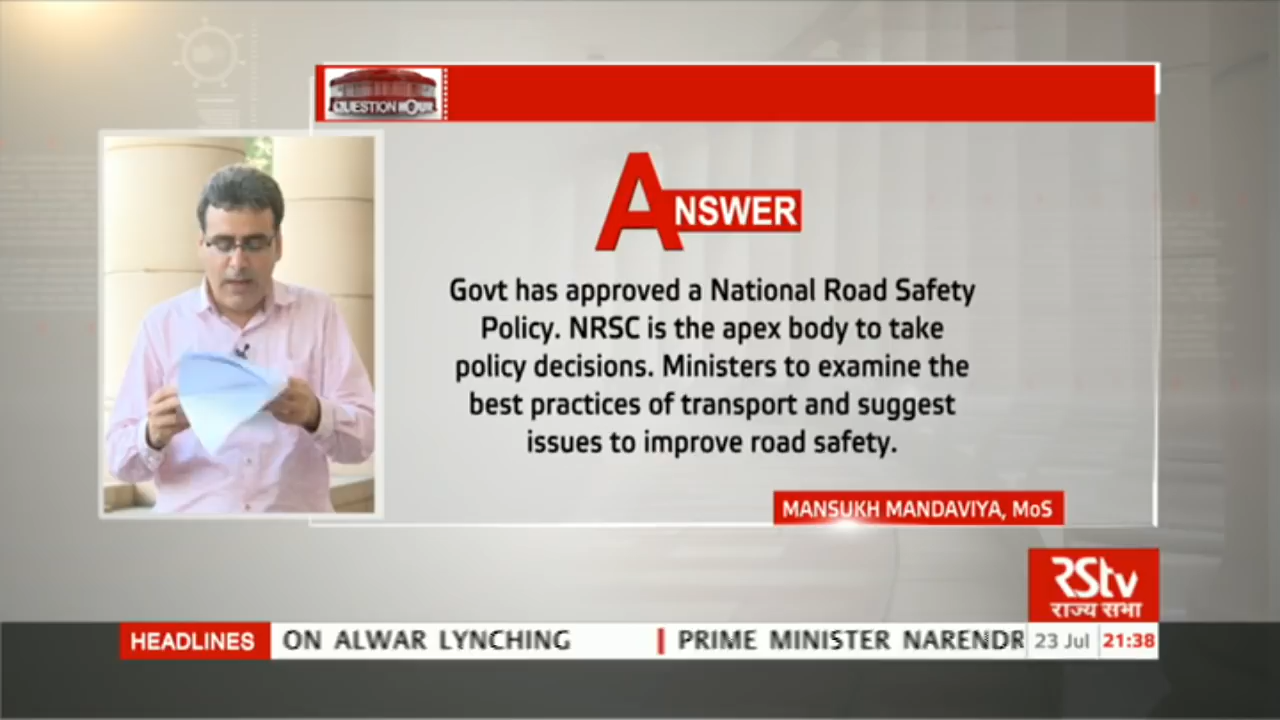 QUESTION HOUR
ANSWER
Govt has approved a National Road Safety
Policy. NRSC is the apex body to take
policy decisions. Ministers to examine the
best practices of transport and suggest
issues to improve road safety.
MANSUKH MANDAVIYA, MoS
RStv
राज्य सभा
HEADLINES ON ALWAR LYNCHING | PRIME MINISTER NARENDR 23 Jul 21:38